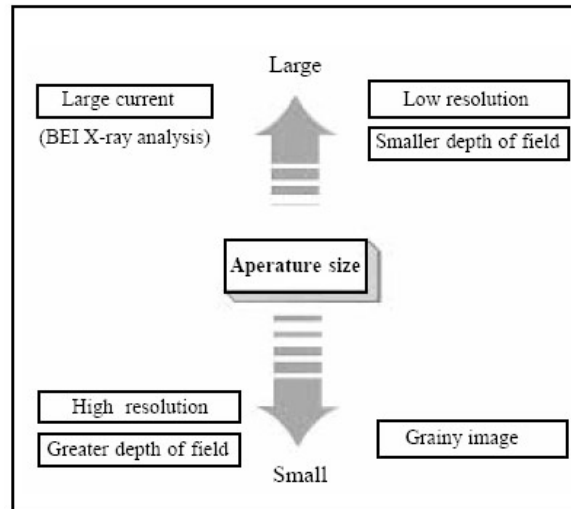 Large
Large current
(BEI X-ray analysis)
Low resolution
Smaller depth of field
Aperature size
High resolution
Greater depth of field
Grainy image
Small